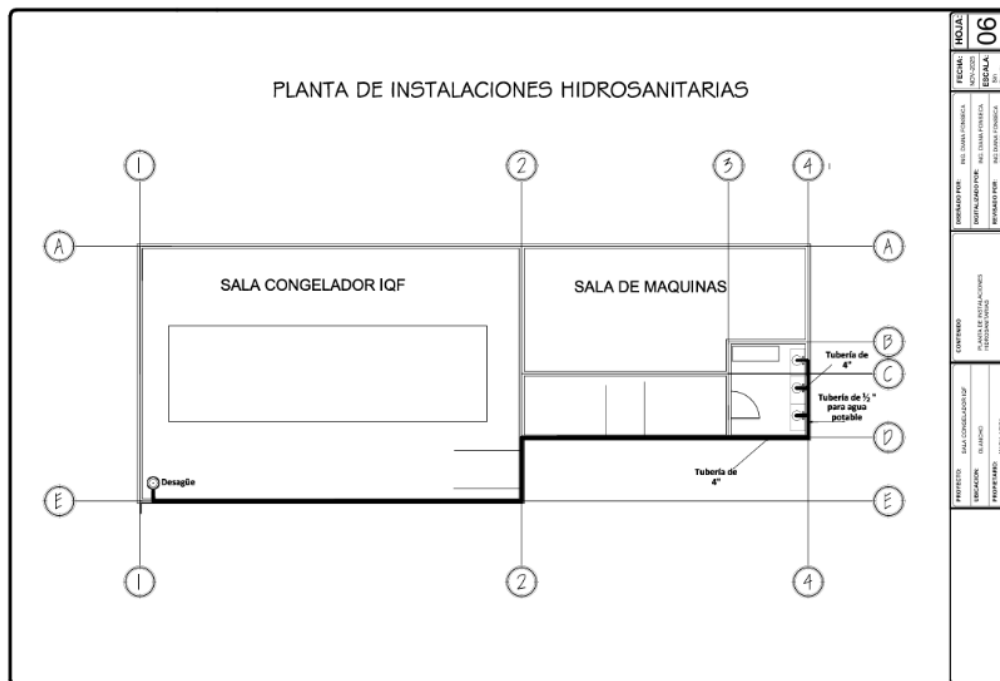 PLANTA DE INSTALACIONES HIDROSANITARIAS
1
2
3
4
A
A
SALA CONGELADOR IQF
SALA DE MAQUINAS
B
Tubería de
4"
C
Tubería de ½ "
para agua
potable
D
Tubería de
4"
Desagüe
E
E
1
2
4
HOJA:
06
FECHA:
NOV-2025
ESCALA:
DISEÑADO POR:
ING. DIANA FONSECA
DIGITALIZADO POR:
ING. DIANA FONSECA
REVISADO POR:
ING. DIANA FONSECA
CONTENIDO
PLANTA DE INSTALACIONES
HIDROSANITARIAS
PROYECTO:
SALA CONGELADOR IQF
UBICACION:
OLANCHO
PROPIETARIO: